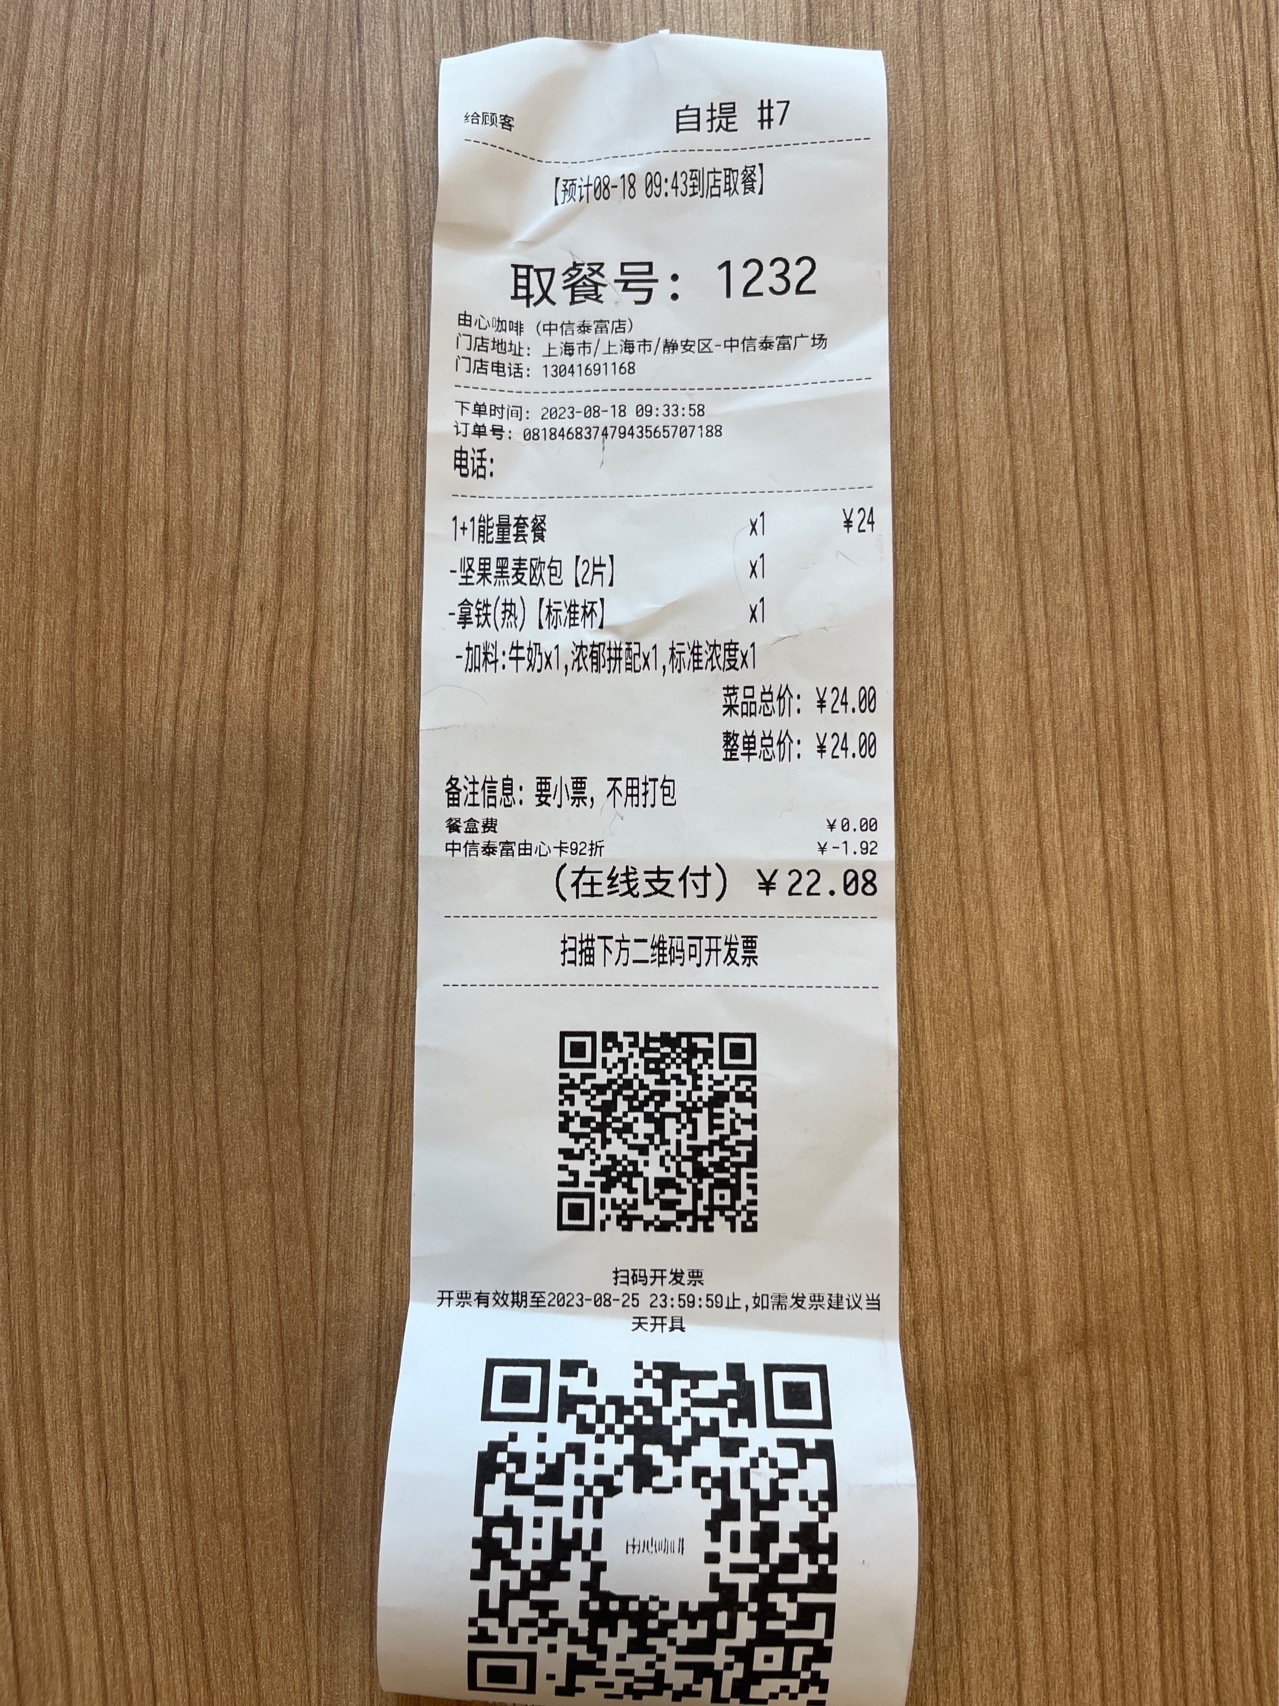 给顾客 自提 #7
【预计08-18 09:43到店取餐】
取餐号: 1232
由心咖啡 (中信泰富店)
门店地址: 上海市/上海市/静安区-中信泰富广场
门店电话: 13041691168
下单时间: 2023-08-18 09:33:58
订单号: 08184683747943565707188
电话:
1+1能量套餐 x1 ¥24
-坚果黑麦欧包【2片】 x1
-拿铁(热)【标准杯】 x1
-加料:牛奶x1,浓郁拼配x1,标准浓度x1
菜品总价: ¥24.00
整单总价: ¥24.00
备注信息: 要小票, 不用打包
餐盒费 ¥0.00
中信泰富由心卡92折 ¥-1.92
(在线支付) ¥22.08
扫描下方二维码可开发票
扫码开发票
开票有效期至2023-08-25 23:59:59止,如需发票建议当
天开具